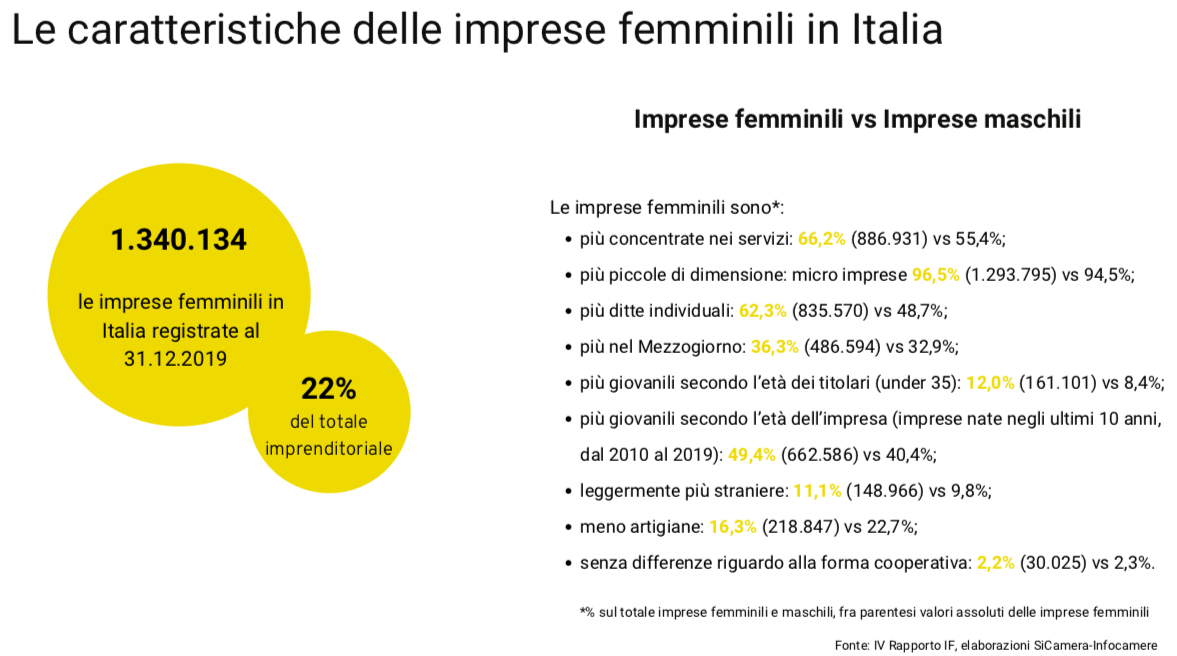 Le caratteristiche delle imprese femminili in Italia
1.340.134
le imprese femminili in
Italia registrate al
31.12.2019
22%
del totale
imprenditoriale
Imprese femminili vs Imprese maschili
Le imprese femminili sono*:
• più concentrate nei servizi: 66,2% (886.931) vs 55,4%;
• più piccole di dimensione: micro imprese 96,5% (1.293.795) vs 94,5%;
• più ditte individuali: 62,3% (835.570) vs 48,7%;
• più nel Mezzogiorno: 36,3% (486.594) vs 32,9%;
• più giovanili secondo l’età dei titolari (under 35): 12,0% (161.101) vs 8,4%;
• più giovanili secondo l’età dell’impresa (imprese nate negli ultimi 10 anni,
dal 2010 al 2019): 49,4% (662.586) vs 40,4%;
• leggermente più straniere: 11,1% (148.966) vs 9,8%;
• meno artigiane: 16,3% (218.847) vs 22,7%;
• senza differenze riguardo alla forma cooperativa: 2,2% (30.025) vs 2,3%.
*% sul totale imprese femminili e maschili, fra parentesi valori assoluti delle imprese femminili
Fonte: IV Rapporto IF, elaborazioni SiCamera-Infocamere